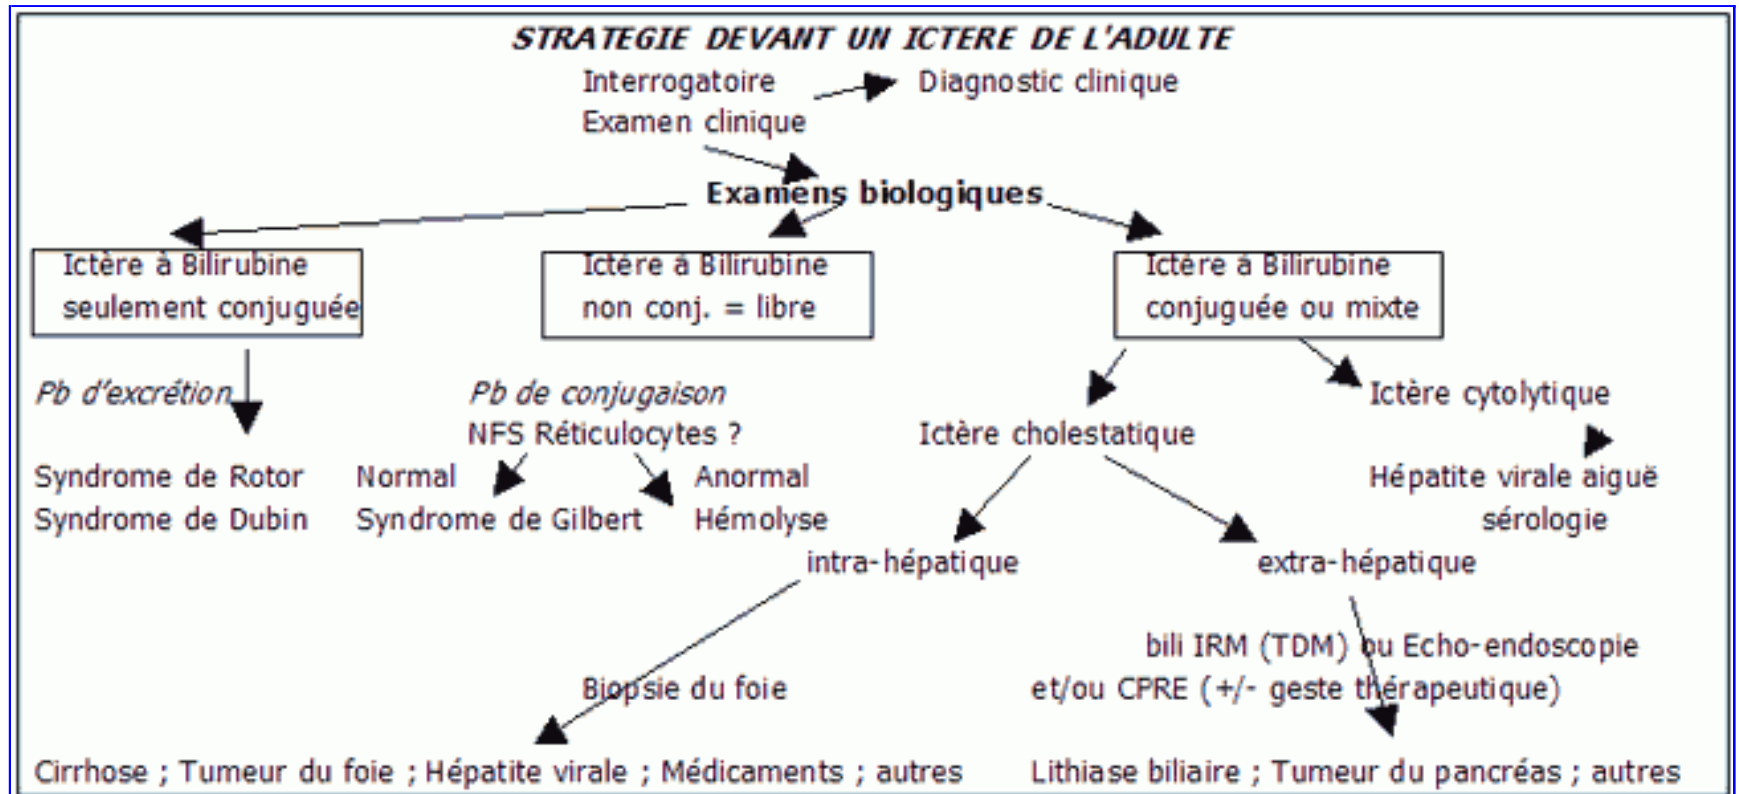 STRATEGIE DEVANT UN ICTERE DE L'ADULTE
Interrogatoire
Diagnostic clinique
Examen clinique
Examens biologiques
Ictère à Bilirubine
seulement conjuguée
Ictère à Bilirubine
non conj. = libre
Ictère à Bilirubine
conjuguée ou mixte
Pb d'excrétion
Syndrome de Rotor
Syndrome de Dubin
Pb de conjugaison
NFS Réticulocytes ?
Normal
Syndrome de Gilbert
Anormal
Hémolyse
Ictère cholestatique
Ictère cytolytique
Hépatite virale aiguë
sérologie
intra-hépatique
extra-hépatique
Biopsie du foie
bili IRM (TDM) ou Echo-endoscopie
et/ou CPRE (+/- geste thérapeutique)
Cirrhose ; Tumeur du foie ; Hépatite virale ; Médicaments ; autres
Lithiase biliaire ; Tumeur du pancréas ; autres